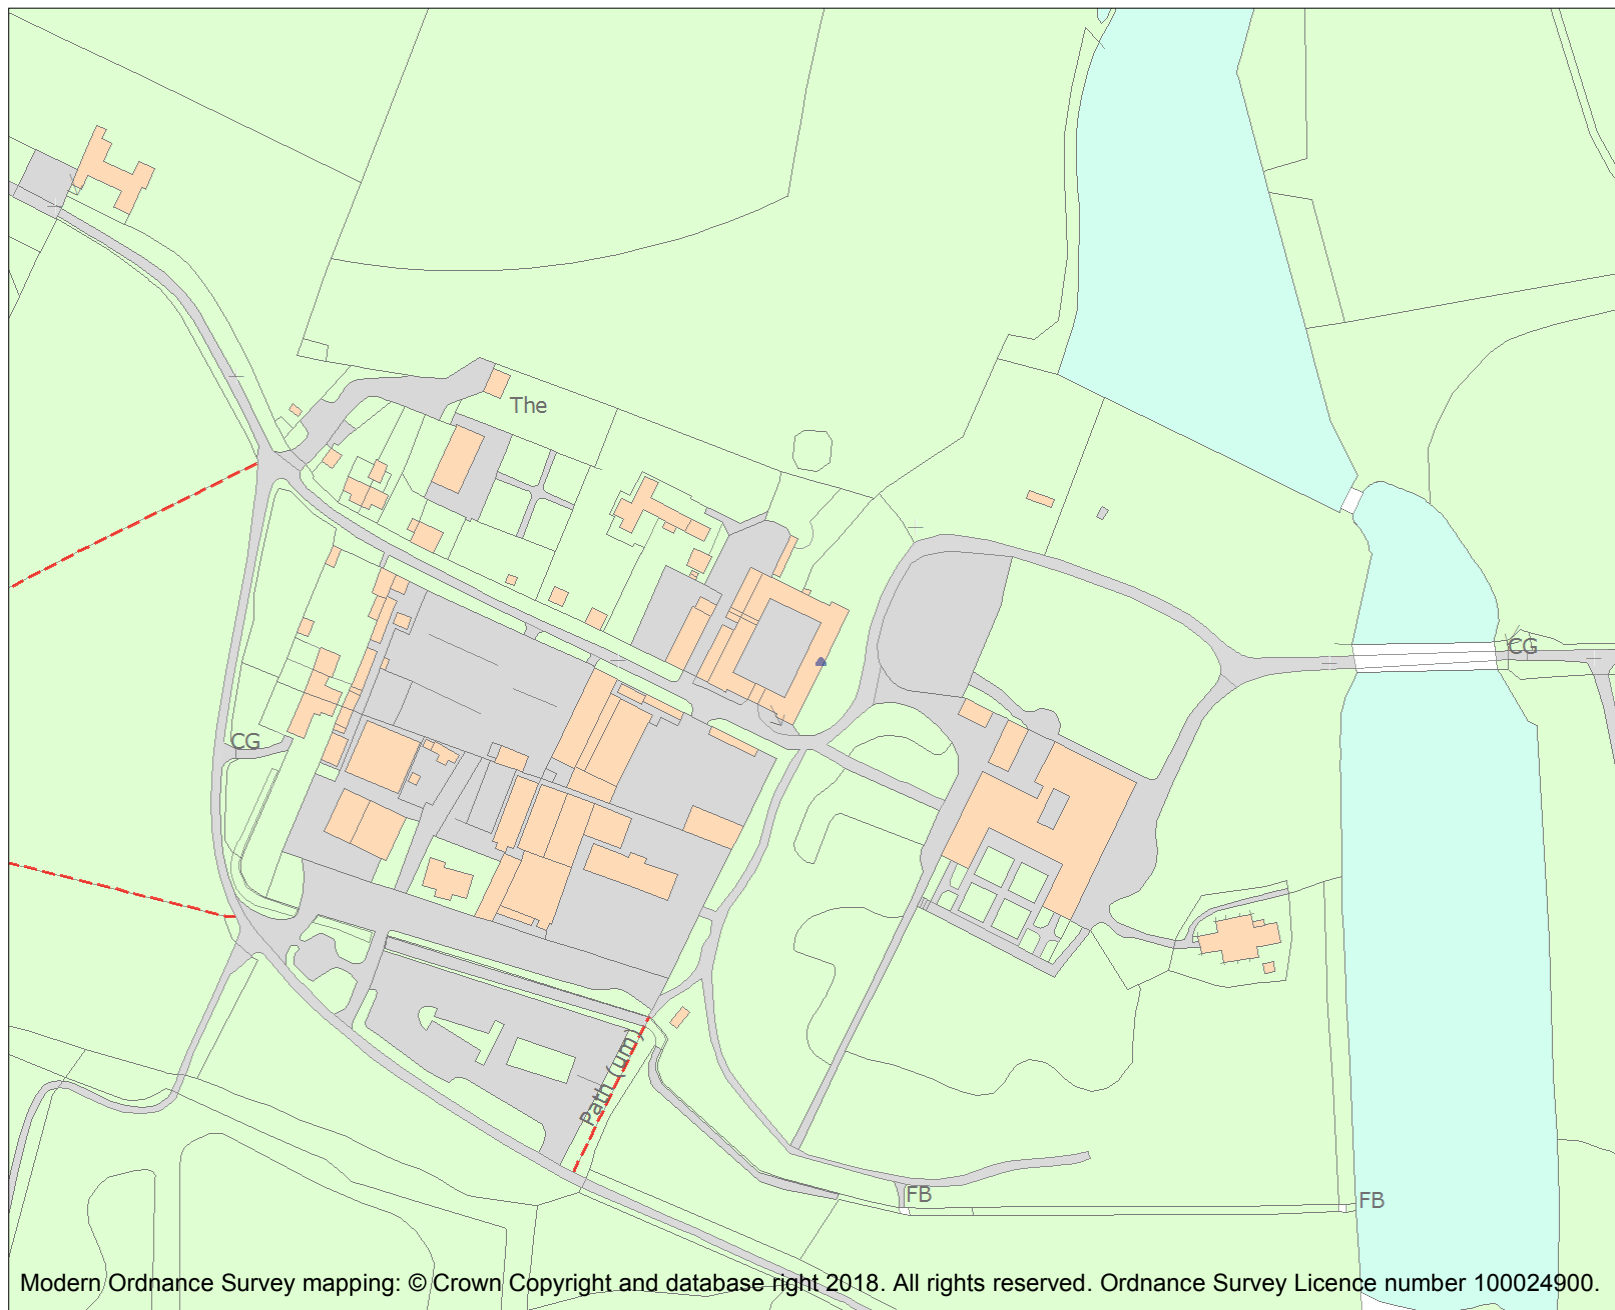 The
CG
CG
Path (um)
FB
FB
Modern Ordnance Survey mapping: © Crown Copyright and database right 2018. All rights reserved. Ordnance Survey Licence number 100024900.